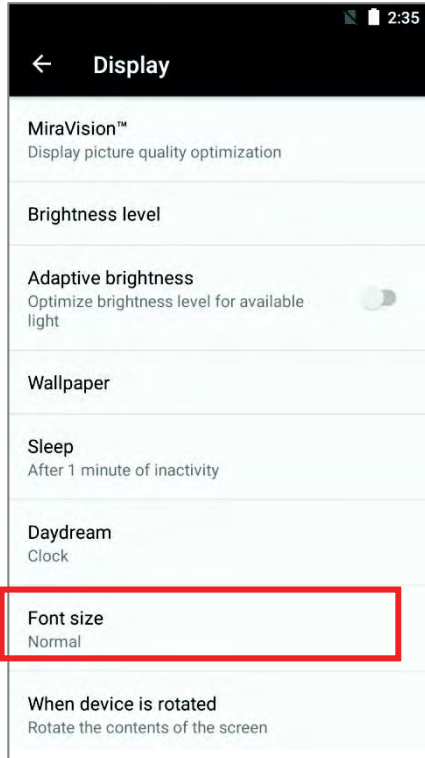 2:35
Display
MiraVision™
Display picture quality optimization
Brightness level
Adaptive brightness
Optimize brightness level for available
light
Wallpaper
Sleep
After 1 minute of inactivity
Daydream
Clock
Font size
Normal
When device is rotated
Rotate the contents of the screen